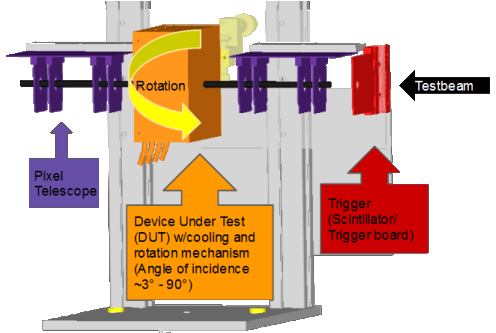 Rotation
Testbeam
Pixel
Telescope
Device Under Test
(DUT) w/cooling and
rotation mechanism
(Angle of incidence
~3° - 90°)
Trigger
(Scintillator/
Trigger board)